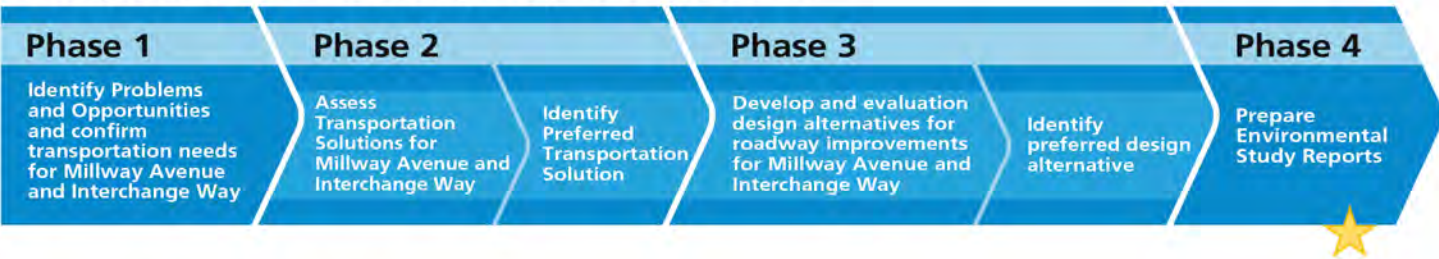 Phase 1
Identify Problems
and Opportunities
and confirm
transportation needs
for Millway Avenue
and Interchange Way
Phase 2
Assess
Transportation
Solutions for
Millway Avenue and
Interchange Way
Identify
Preferred
Transportation
Solution
Phase 3
Develop and evaluation
design alternatives for
roadway improvements
for Millway Avenue and
Interchange Way
Identify
preferred design
alternative
Phase 4
Prepare
Environmental
Study Reports